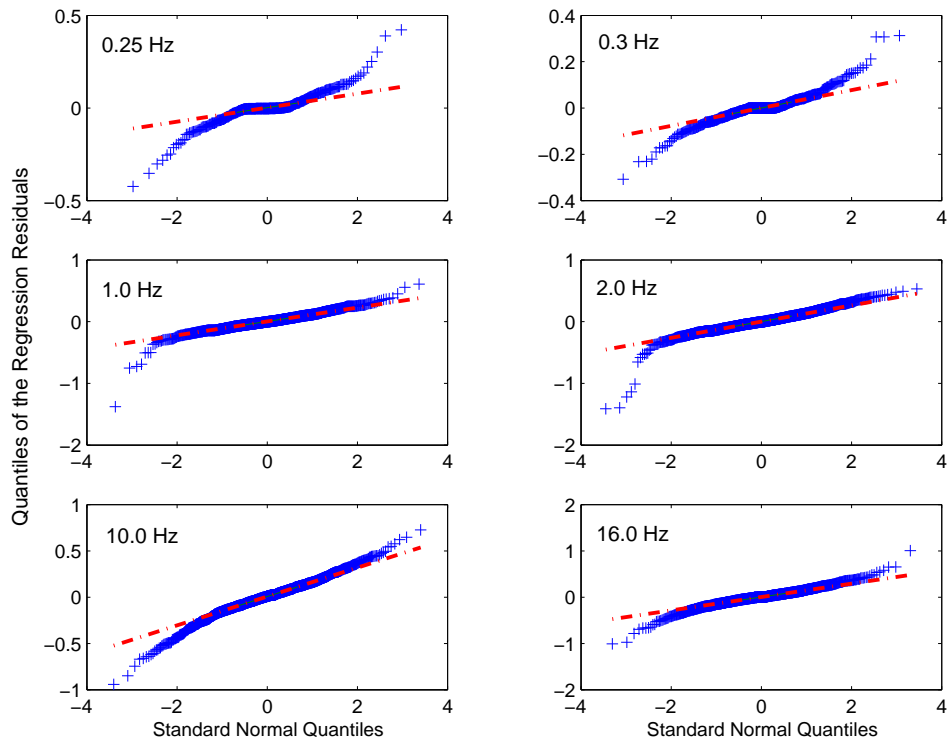 Quantiles of the Regression Residuals
0.25 Hz
0.5
0
−0.5
−4 −2 0 2 4
0.3 Hz
0.4
0.2
0
−0.2
0.4
−4 −2 0 2 4
1.0 Hz
1
0
−1
−2
−4 −2 0 2 4
2.0 Hz
1
0
−1
−2
−4 −2 0 2 4
10.0 Hz
1
0.5
0
−0.5
−1
−4 −2 0 2 4
Standard Normal Quantiles
16.0 Hz
2
1
0
−1
−2
−4 −2 0 2 4
Standard Normal Quantiles